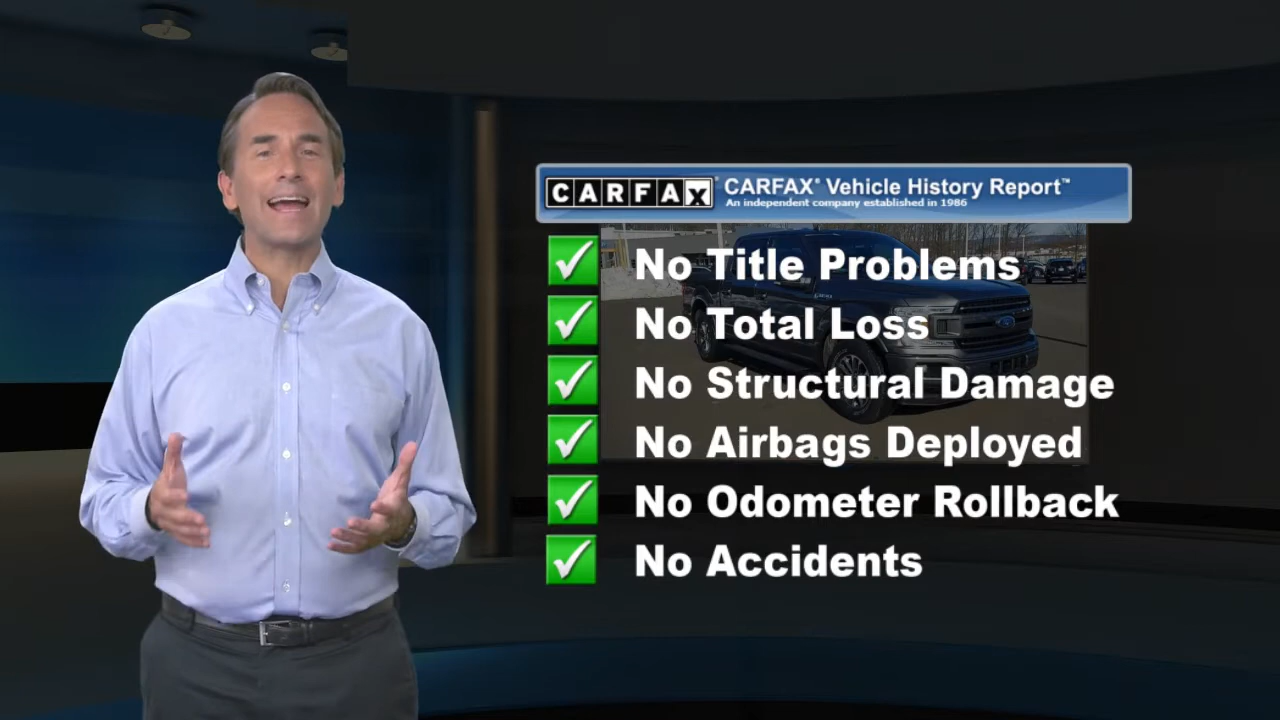 CARFAX® CARFAX® Vehicle History Report™
An independent company established in 1986
No Title Problems
No Total Loss
No Structural Damage
No Airbags Deployed
No Odometer Rollback
No Accidents